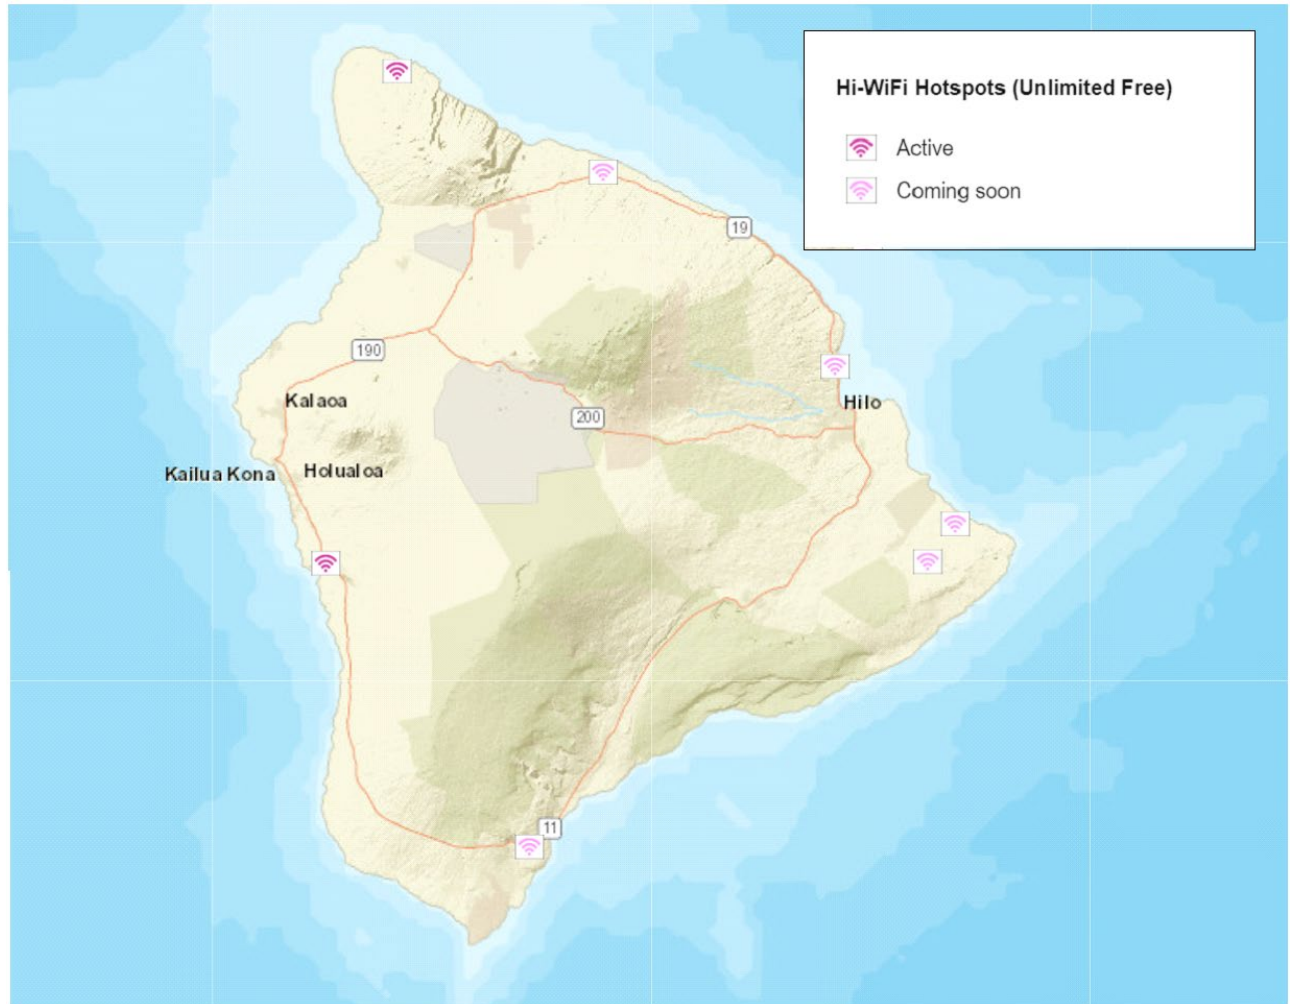 Hi-WiFi Hotspots (Unlimited Free)
Active
Coming soon
19
190
Kalaoa
Hilo
200
Kailua Kona
Holualoa
11